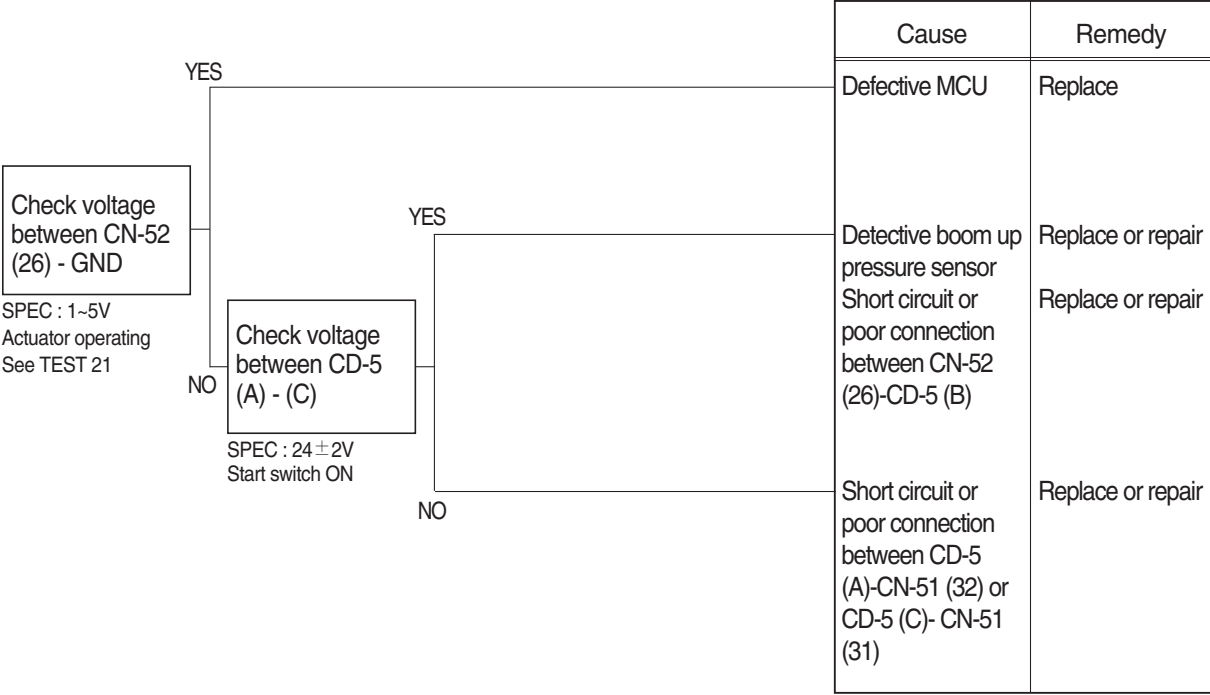 Cause
Remedy
YES
Defective MCU
Replace
Check voltage
between CN-52
(26) - GND
SPEC : 1~5V
Actuator operating
See TEST 21
NO
YES
Check voltage
between CD-5
(A) - (C)
SPEC : 24±2V
Start switch ON
NO
Detective boom up
pressure sensor
Replace or repair
Short circuit or
poor connection
between CN-52
(26)-CD-5 (B)
Replace or repair
Short circuit or
poor connection
between CD-5
(A)-CN-51 (32) or
CD-5 (C)- CN-51
(31)
Replace or repair